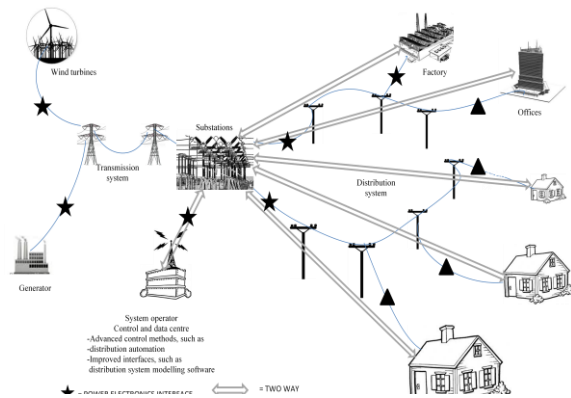 Wind turbines
Factory
Offices
Substations
Transmission
system
Distribution
system
Generator
System operator
Control and data centre
-Advanced control methods, such as
-distribution automation
-Improved interfaces, such as
distribution system modelling software
= POWER ELECTRONICS INTERFACE
= TWO WAY